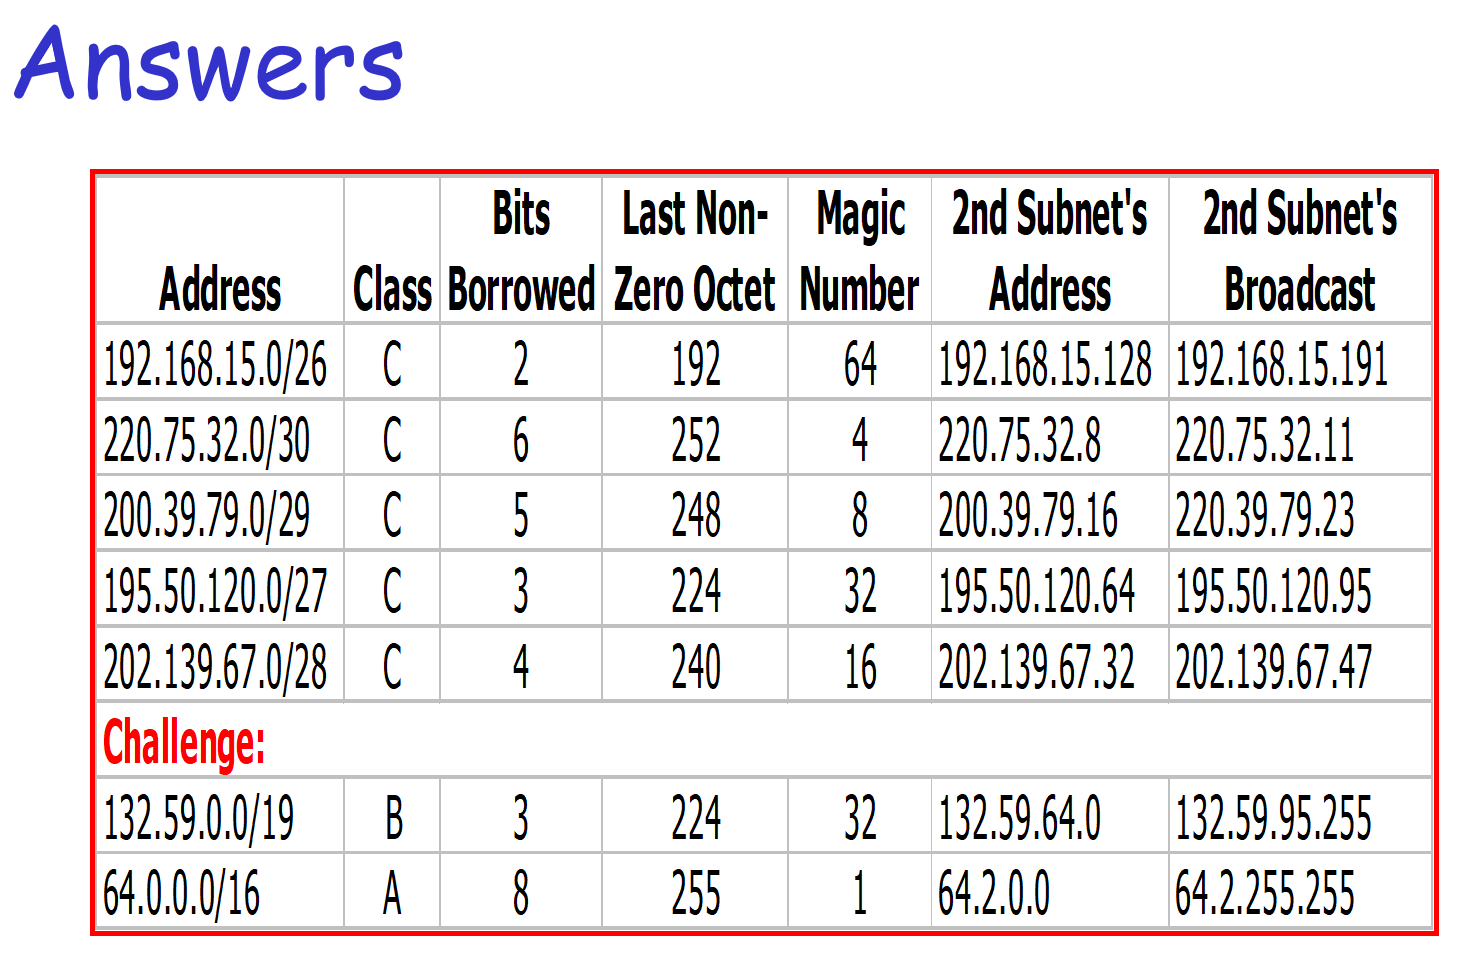 Answers
Address Class Bits Borrowed Last Non-Zero Octet Magic Number 2nd Subnet's Address 2nd Subnet's Broadcast
192.168.15.0/26 C 2 192 64 192.168.15.128 192.168.15.191
220.75.32.0/30 C 6 252 4 220.75.32.8 220.75.32.11
200.39.79.0/29 C 5 248 8 200.39.79.16 220.39.79.23
195.50.120.0/27 C 3 224 32 195.50.120.64 195.50.120.95
202.139.67.0/28 C 4 240 16 202.139.67.32 202.139.67.47
Challenge:
132.59.0.0/19 B 3 224 32 132.59.64.0 132.59.95.255
64.0.0.0/16 A 8 255 1 64.2.0.0 64.2.255.255